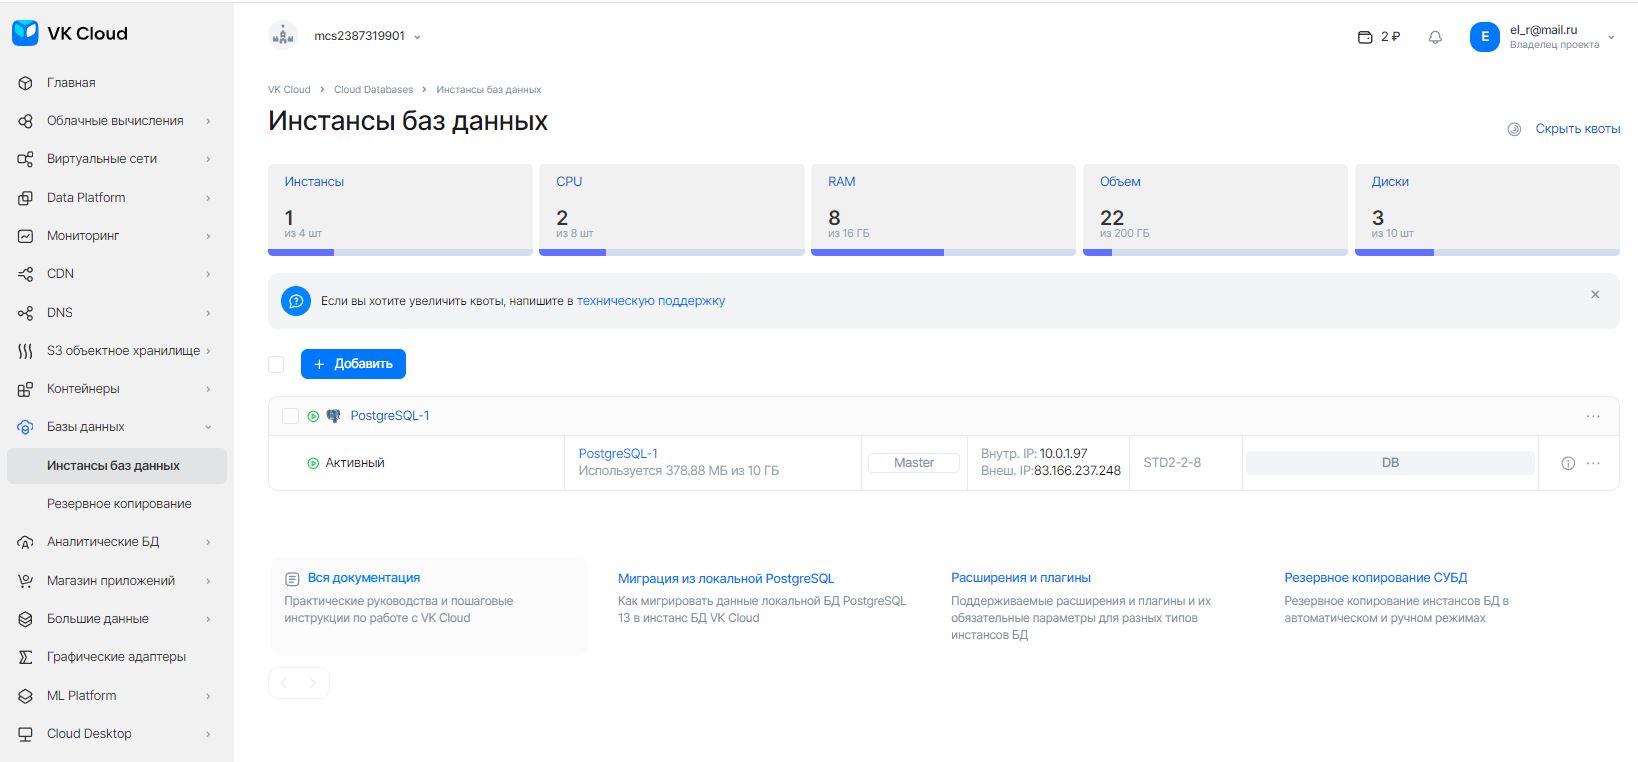 VK Cloud
mcs2387319901
2 ₽
E
el_r@mail.ru
Владелец проекта
Главная
Облачные вычисления
Виртуальные сети
Data Platform
Мониторинг
CDN
DNS
S3 объектное хранилище
Контейнеры
Базы данных
Инстансы баз данных
Резервное копирование
Аналитические БД
Магазин приложений
Большие данные
Графические адаптеры
ML Platform
Cloud Desktop
VK Cloud > Cloud Databases > Инстансы баз данных
Инстансы баз данных
Скрыть квоты
Инстансы
1
из 4 шт
CPU
2
из 8 шт
RAM
8
из 16 ГБ
Объем
22
из 200 ГБ
Диски
3
из 10 шт
Если вы хотите увеличить квоты, напишите в техническую поддержку
+ Добавить
PostgreSQL-1
Активный
PostgreSQL-1
Используется 378.88 МБ из 10 ГБ
Master
Внутр. IP: 10.0.1.97
Внеш. IP:83.166.237.248
STD2-2-8
DB
Вся документация
Практические руководства и пошаговые
инструкции по работе с VK Cloud
Миграция из локальной PostgreSQL
Как мигрировать данные локальной БД PostgreSQL
13 в инстанс БД VK Cloud
Расширения и плагины
Поддерживаемые расширения и плагины и их
обязательные параметры для разных типов
инстансов БД
Резервное копирование СУБД
Резервное копирование инстансов БД в
автоматическом и ручном режимах